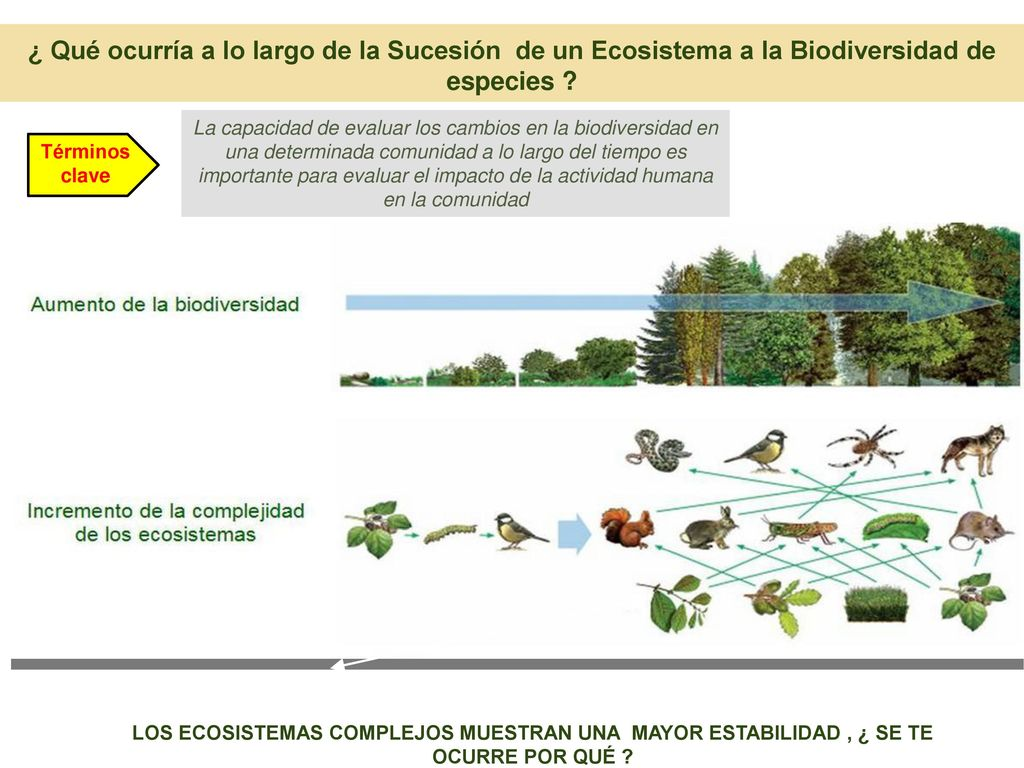 ¿ Qué ocurría a lo largo de la Sucesión de un Ecosistema a la Biodiversidad de
especies ?
Términos
clave
La capacidad de evaluar los cambios en la biodiversidad en
una determinada comunidad a lo largo del tiempo es
importante para evaluar el impacto de la actividad humana
en la comunidad
Aumento de la biodiversidad
Incremento de la complejidad
de los ecosistemas
LOS ECOSISTEMAS COMPLEJOS MUESTRAN UNA MAYOR ESTABILIDAD , ¿ SE TE
OCURRE POR QUÉ ?